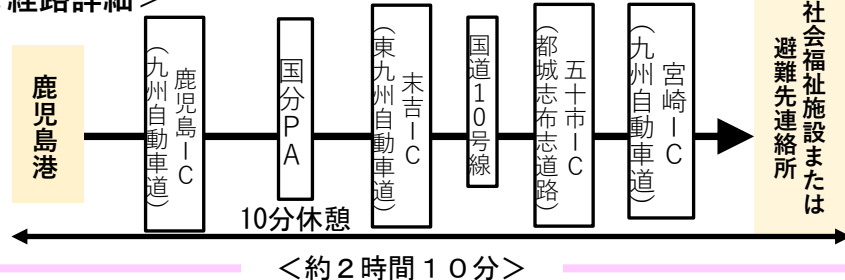 経路詳細＞
鹿児島港
鹿児島ＩＣ
（九州自動車道）
国分ＰＡ
末吉ＩＣ
（東九州自動車道）
国道10号線
五十市ＩＣ
（都城志布志道路）
宮崎ＩＣ
（九州自動車道）
社会福祉施設または
避難先連絡所
10分休憩
＜約２時間１０分＞